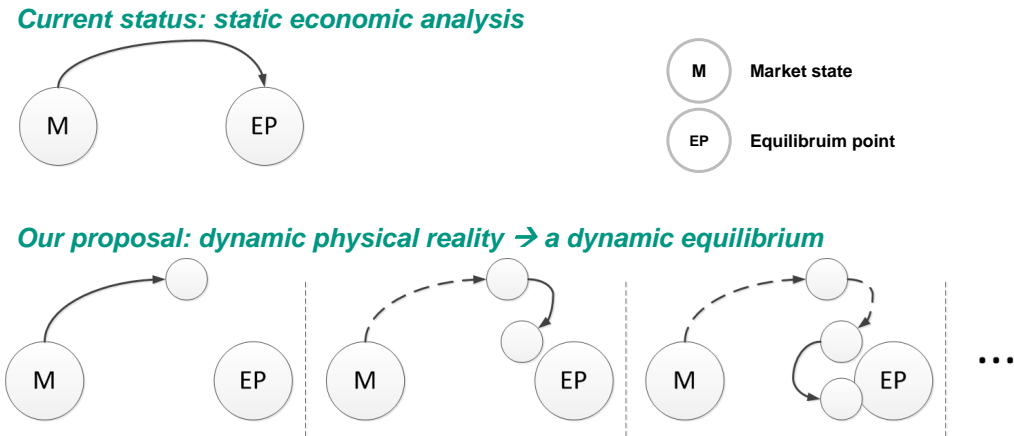 Current status: static economic analysis
M
EP
M Market state
EP Equilibruim point
Our proposal: dynamic physical reality → a dynamic equilibrium
M EP M EP M EP ...